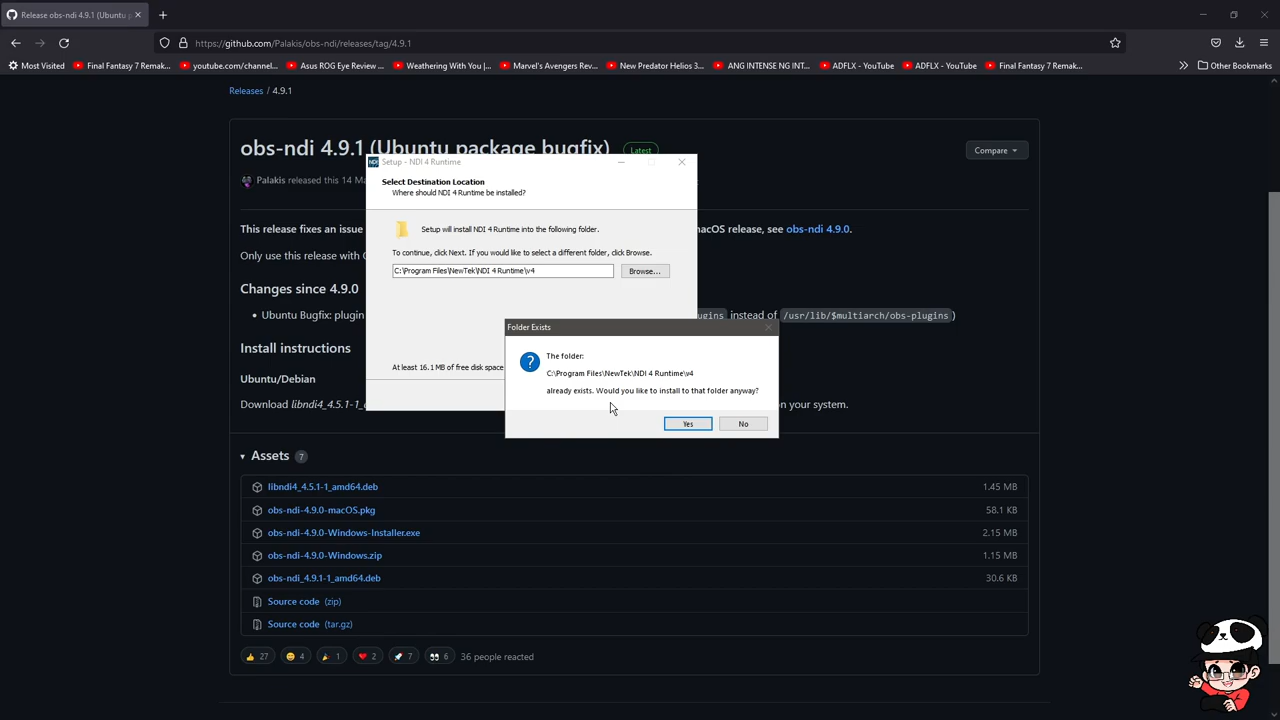 Release obs-ndi 4.9.1 (Ubuntu p
https://github.com/Palakis/obs-ndi/releases/tag/4.9.1
Most Visited
Final Fantasy 7 Remak...
youtube.com/channel...
Asus ROG Eye Review ...
Weathering With You |...
Marvel's Avengers Rev...
New Predator Helios 3...
ANG INTENSE NG INT...
ADFLX - YouTube
ADFLX - YouTube
Final Fantasy 7 Remak...
Other Bookmarks
Releases / 4.9.1
obs-ndi 4.9.1 (Ubuntu package bugfix)
Latest
Compare
Palakis released this 14 Ma
This release fixes an issue
macOS release, see obs-ndi 4.9.0.
Only use this release with O
Changes since 4.9.0
Ubuntu Bugfix: plugin
ugins instead of /usr/lib/$multiarch/obs-plugins )
Install instructions
Ubuntu/Debian
Download libndi4_4.5.1-1_
on your system.
Setup - NDI 4 Runtime
Select Destination Location
Where should NDI 4 Runtime be installed?
Setup will install NDI 4 Runtime into the following folder.
To continue, click Next. If you would like to select a different folder, click Browse.
C:\Program Files\NewTek\NDI 4 Runtime\v4
Browse...
At least 16.1 MB of free disk space
Folder Exists
The folder:
C:\Program Files\NewTek\NDI 4 Runtime\v4
already exists. Would you like to install to that folder anyway?
Yes
No
Assets 7
libndi4_4.5.1-1_amd64.deb 1.45 MB
obs-ndi-4.9.0-macOS.pkg 58.1 KB
obs-ndi-4.9.0-Windows-Installer.exe 2.15 MB
obs-ndi-4.9.0-Windows.zip 1.15 MB
obs-ndi_4.9.1-1_amd64.deb 30.6 KB
Source code (zip)
Source code (tar.gz)
27 4 1 2 7 6 36 people reacted